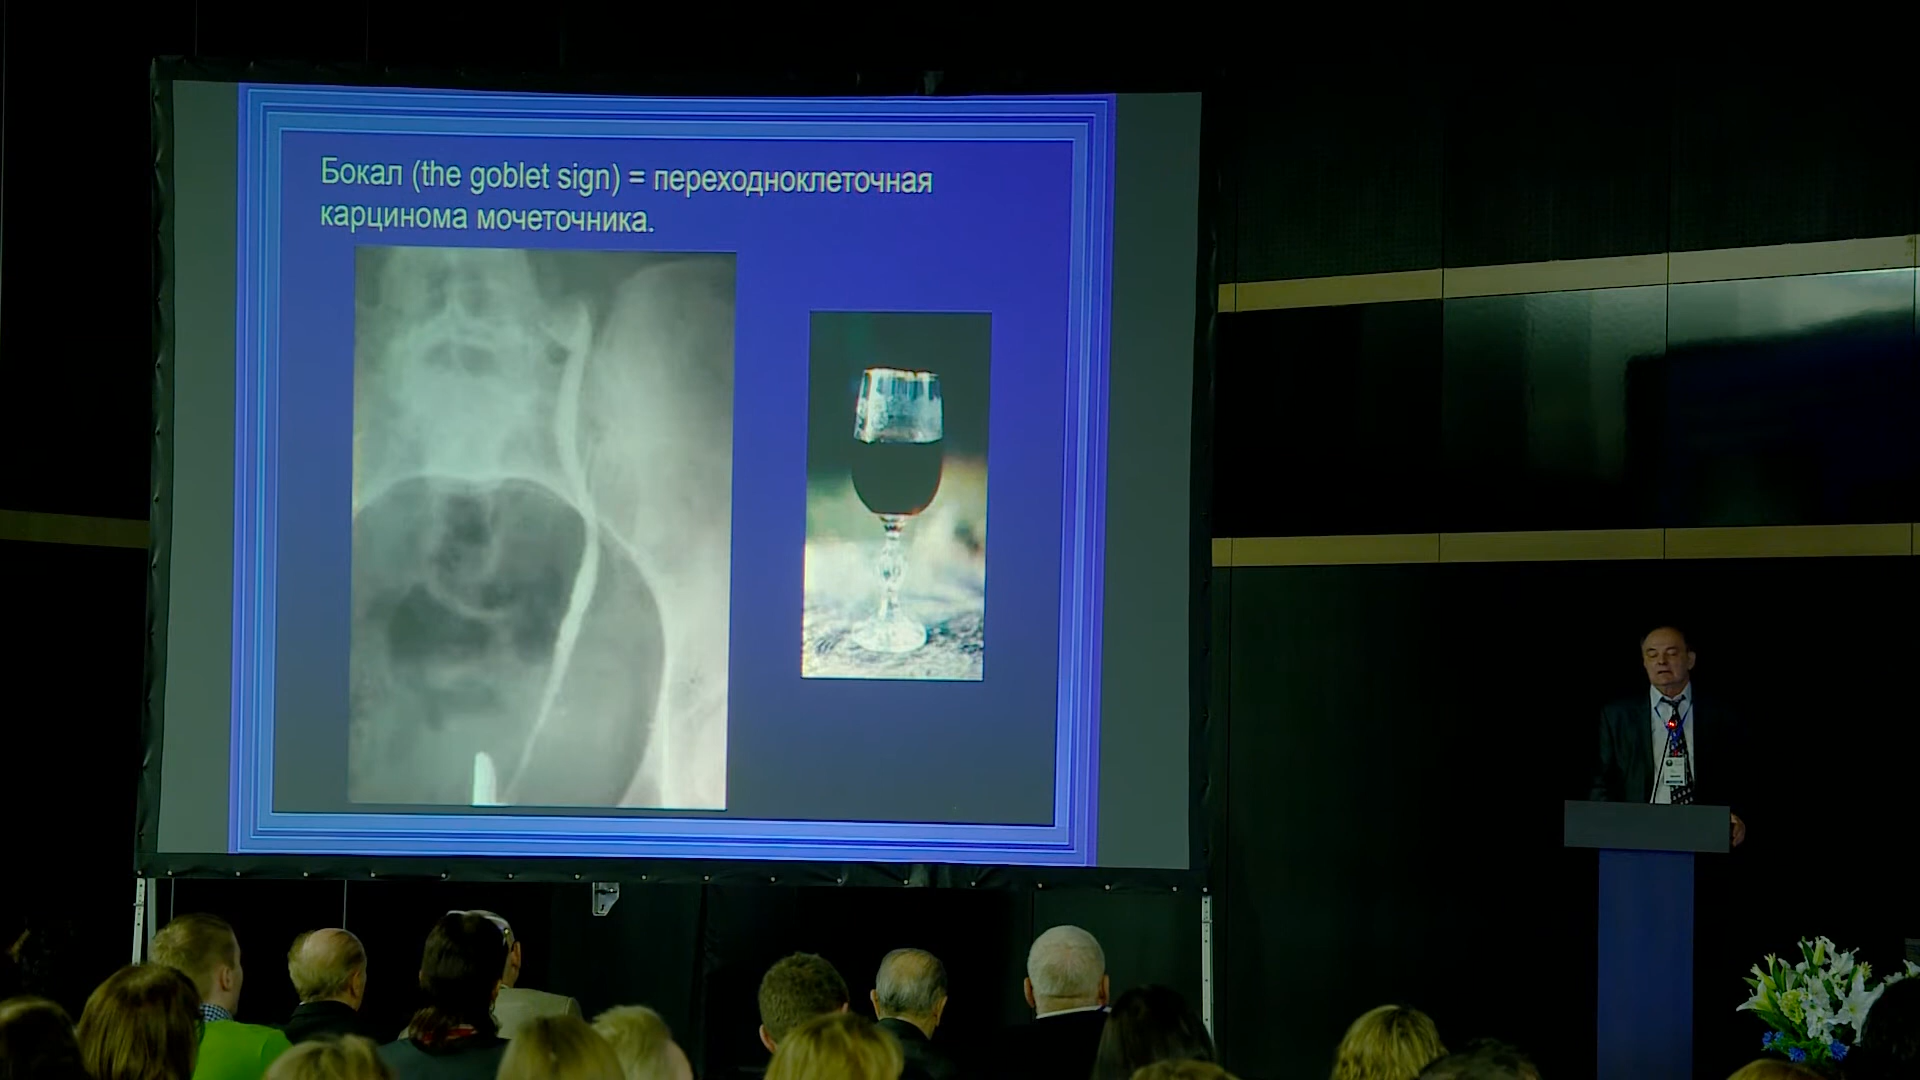 Бокал (the goblet sign) = переходноклеточная
карцинома мочеточника.